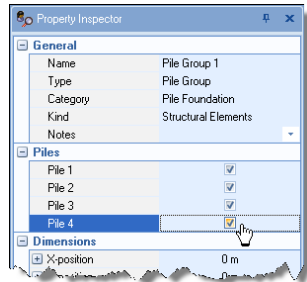 Property Inspector
General
Name Pile Group 1
Type Pile Group
Category Pile Foundation
Kind Structural Elements
Notes
Piles
Pile 1
Pile 2
Pile 3
Pile 4
Dimensions
X-position 0 m